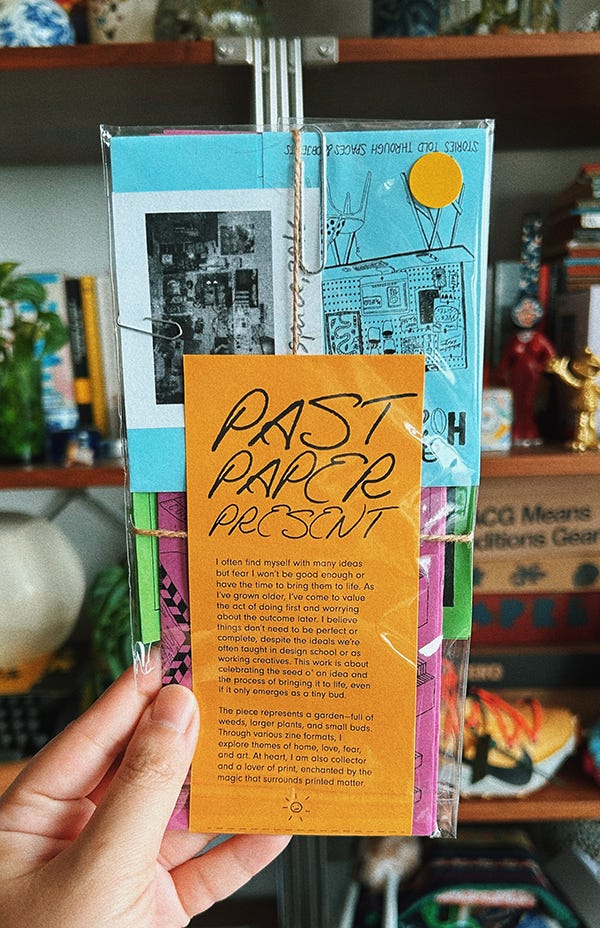 STORIES TOLD THROUGH SPACES & OBJECTS
PAST
PAPER
PRESENT
I often find myself with many ideas
but fear I won't be good enough or
have the time to bring them to life. As
I've grown older, I've come to value
the act of doing first and worrying
about the outcome later. I believe
things don't need to be perfect or
complete, despite the ideals we're
often taught in design school or as
working creatives. This work is about
celebrating the seed o' an idea and
the process of bringing it to life, even
if it only emerges as a tiny bud.
The piece represents a garden—full of
weeds, larger plants, and small buds.
Through various zine formats, I
explore themes of home, love, fear,
and art. At heart, I am also collector
and a lover of print, enchanted by the
magic that surrounds printed matter.
ACG Means
ditions Gear